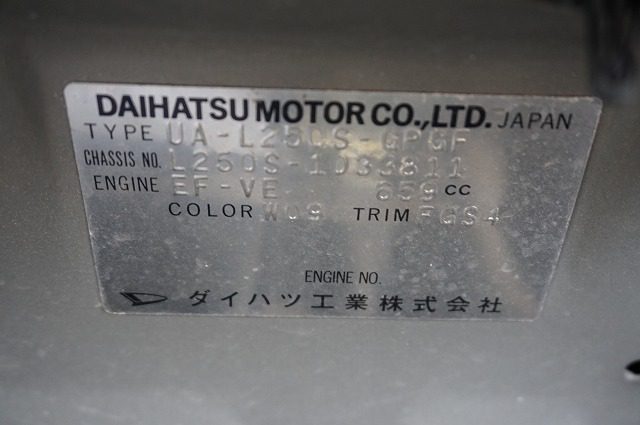 DAIHATSU MOTOR CO.,LTD. JAPAN
TYPE UA-L250S-GPGF
CHASSIS NO. L250S-1033811
ENGINE EF-VE 659 CC
COLOR W09 TRIM FGS4
ENGINE NO.
ダイハツ工業株式会社